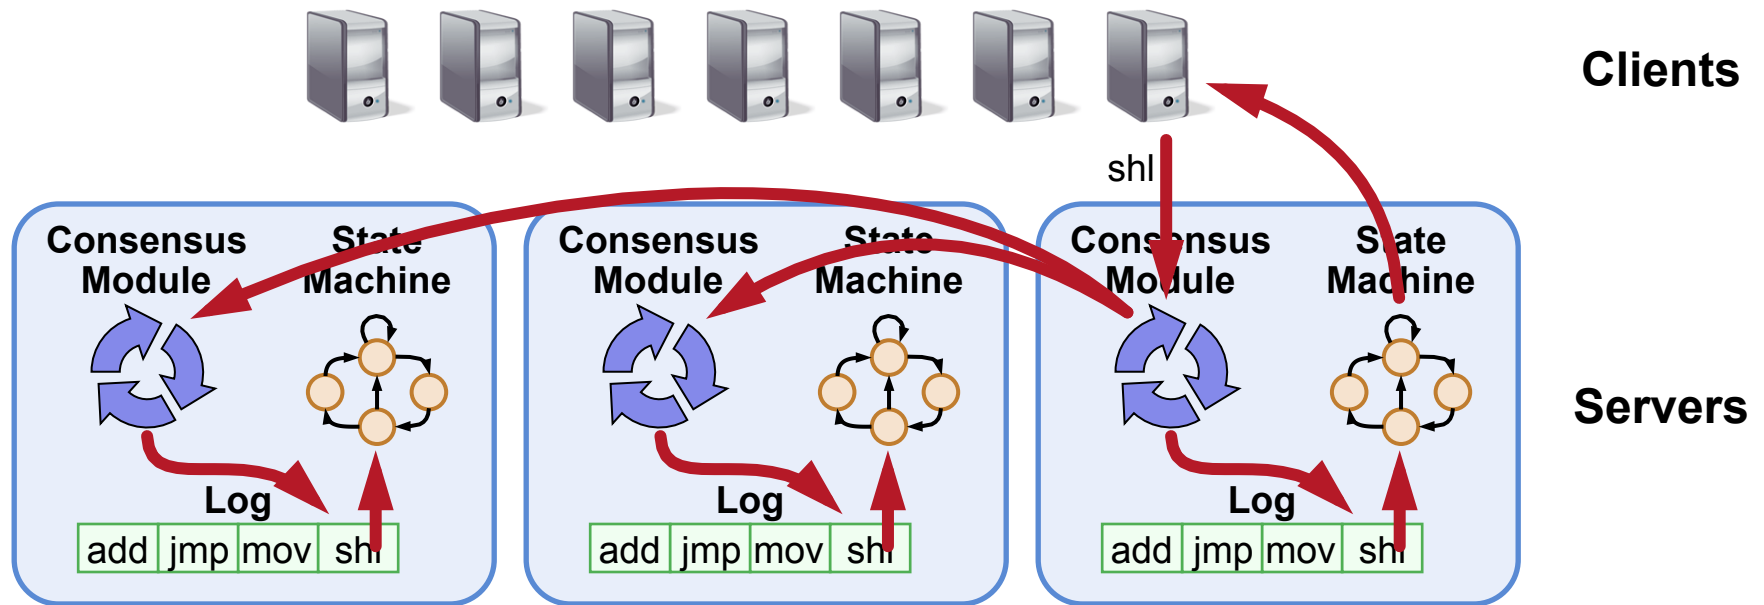 Clients
shl
Consensus
Module
State
Machine
Consensus
Module
State
Machine
Consensus
Module
State
Machine
Servers
Log
add jmp mov shl
Log
add jmp mov shl
Log
add jmp mov shl